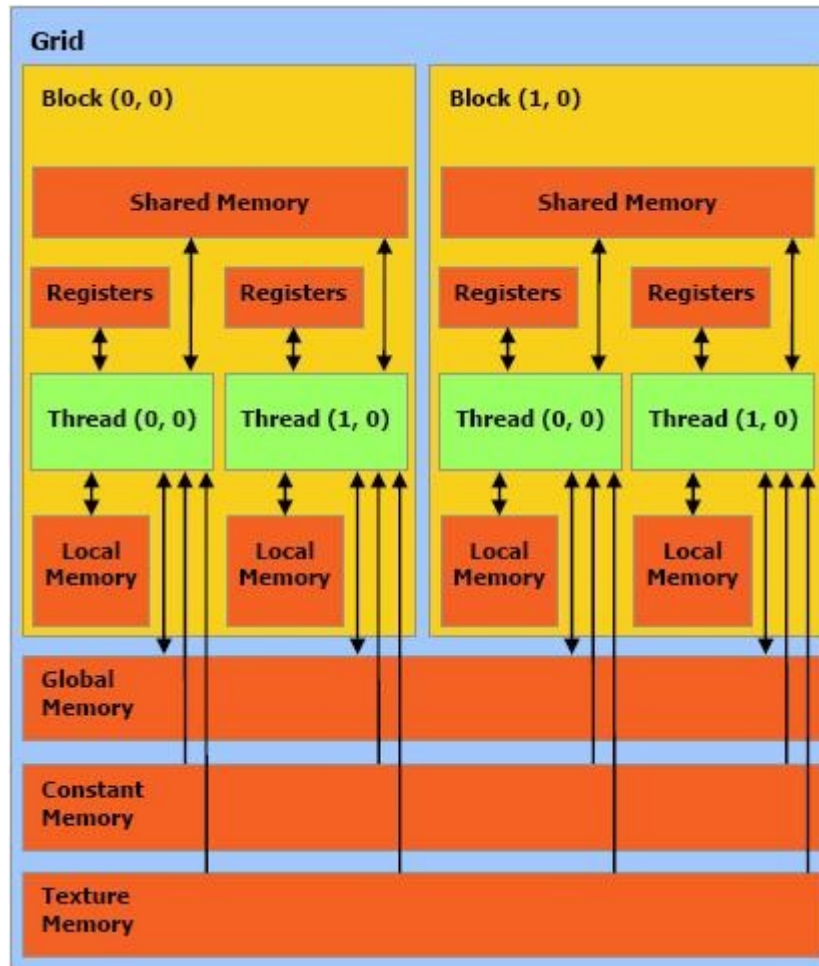 Grid
Block (0, 0)
Block (1, 0)
Shared Memory
Shared Memory
Registers
Registers
Registers
Registers
Thread (0, 0)
Thread (1, 0)
Thread (0, 0)
Thread (1, 0)
Local
Memory
Local
Memory
Local
Memory
Local
Memory
Global
Memory
Constant
Memory
Texture
Memory